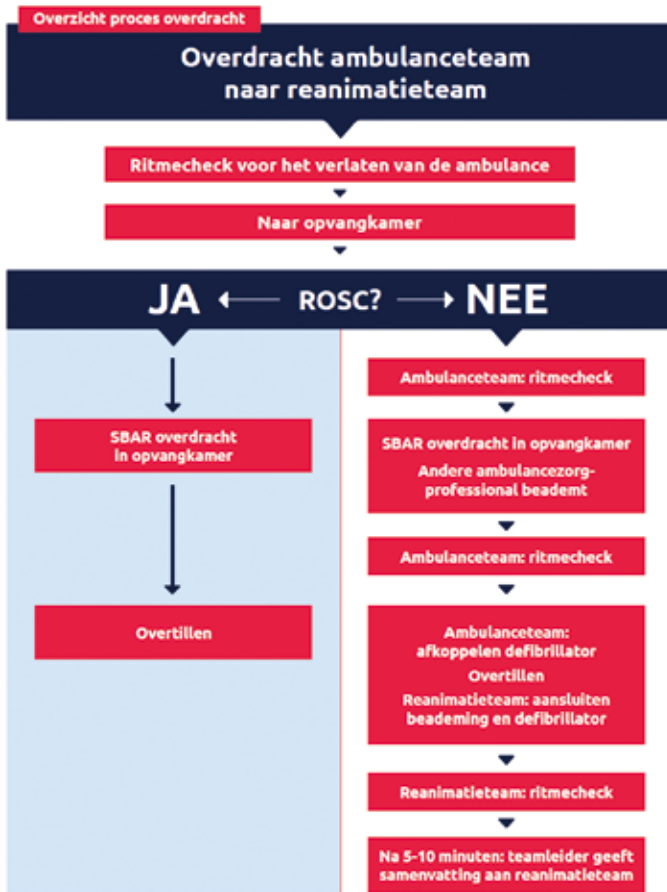 Overzicht proces overdracht
Overdracht ambulanceteam
naar reanimatieteam
Ritmecheck voor het verlaten van de ambulance
Naar opvangkamer
JA
ROSC?
NEE
SBAR overdracht
in opvangkamer
Overtillen
Ambulanceteam: ritmecheck
SBAR overdracht in opvangkamer
Andere ambulancezorg-
professional beademt
Ambulanceteam: ritmecheck
Ambulanceteam:
afkoppelen defibrillator
Overtillen
Reanimatieteam: aansluiten
beademing en defibrillator
Reanimatieteam: ritmecheck
Na 5-10 minuten: teamleider geeft
samenvatting aan reanimatieteam